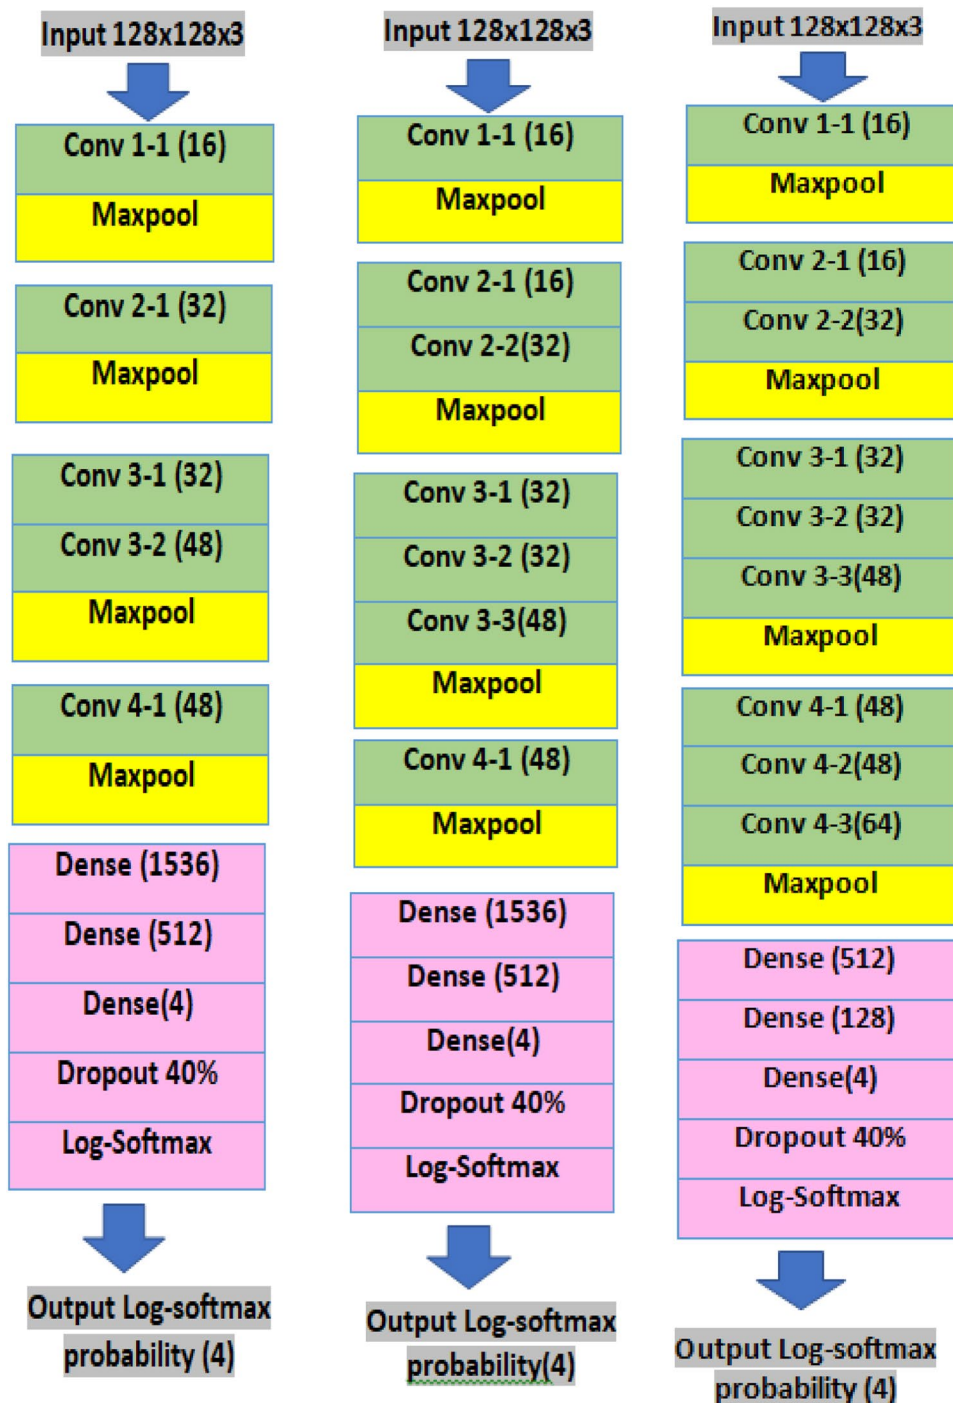 Input 128x128x3
Conv 1-1 (16)
Maxpool
Conv 2-1 (32)
Maxpool
Conv 3-1 (32)
Conv 3-2 (48)
Maxpool
Conv 4-1 (48)
Maxpool
Dense (1536)
Dense (512)
Dense(4)
Dropout 40%
Log-Softmax
Output Log-softmax
probability (4)
Input 128x128x3
Conv 1-1 (16)
Maxpool
Conv 2-1 (16)
Conv 2-2(32)
Maxpool
Conv 3-1 (32)
Conv 3-2 (32)
Conv 3-3(48)
Maxpool
Conv 4-1 (48)
Maxpool
Dense (1536)
Dense (512)
Dense(4)
Dropout 40%
Log-Softmax
Output Log-softmax
probability(4)
Input 128x128x3
Conv 1-1 (16)
Maxpool
Conv 2-1 (16)
Conv 2-2(32)
Maxpool
Conv 3-1 (32)
Conv 3-2 (32)
Conv 3-3(48)
Maxpool
Conv 4-1 (48)
Conv 4-2(48)
Conv 4-3(64)
Maxpool
Dense (512)
Dense (128)
Dense(4)
Dropout 40%
Log-Softmax
Output Log-softmax
probability (4)